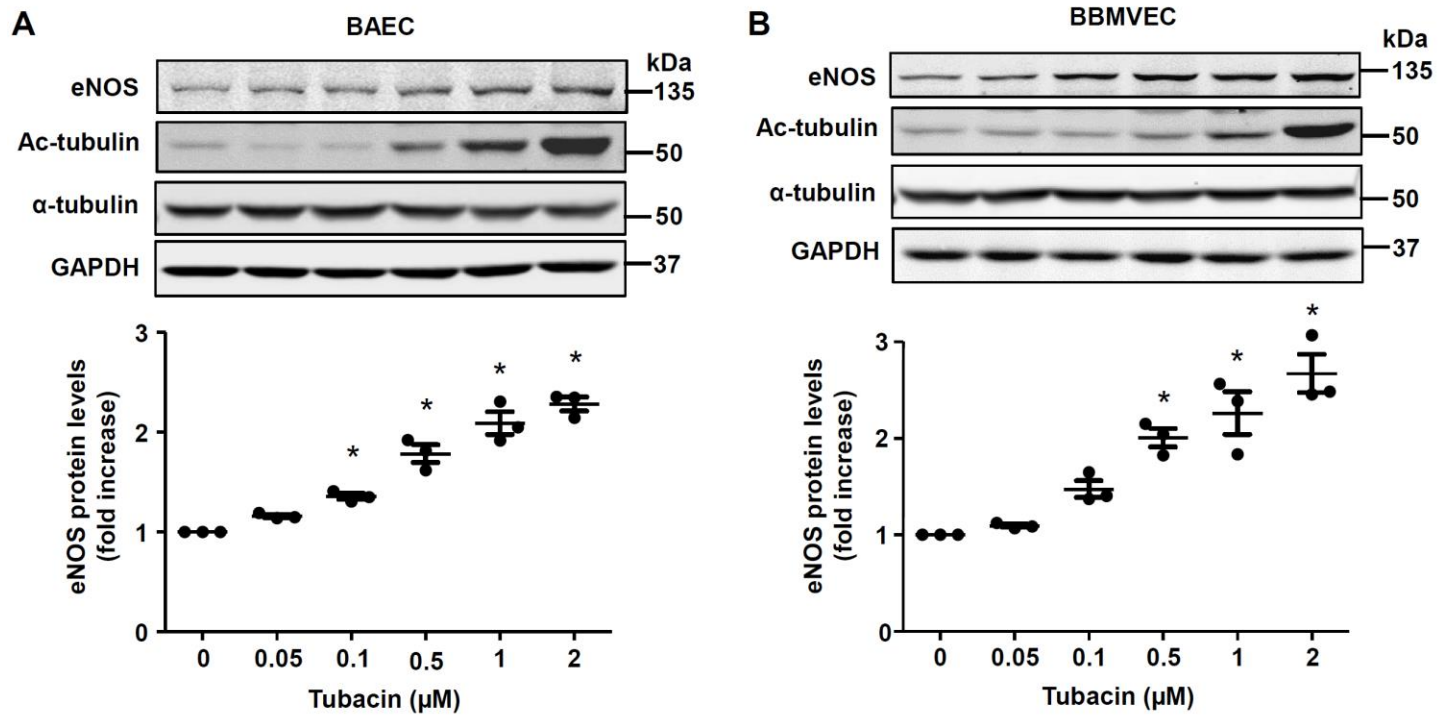 A
BAEC
kDa
eNOS
135
Ac-tubulin
50
α-tubulin
50
GAPDH
37
eNOS protein levels
(fold increase)
3
2
1
0
* * * *
0 0.05 0.1 0.5 1 2
Tubacin (µM)
B
BBMVEC
kDa
eNOS
135
Ac-tubulin
50
α-tubulin
50
GAPDH
37
eNOS protein levels
(fold increase)
3
2
1
0
* * *
0 0.05 0.1 0.5 1 2
Tubacin (µM)